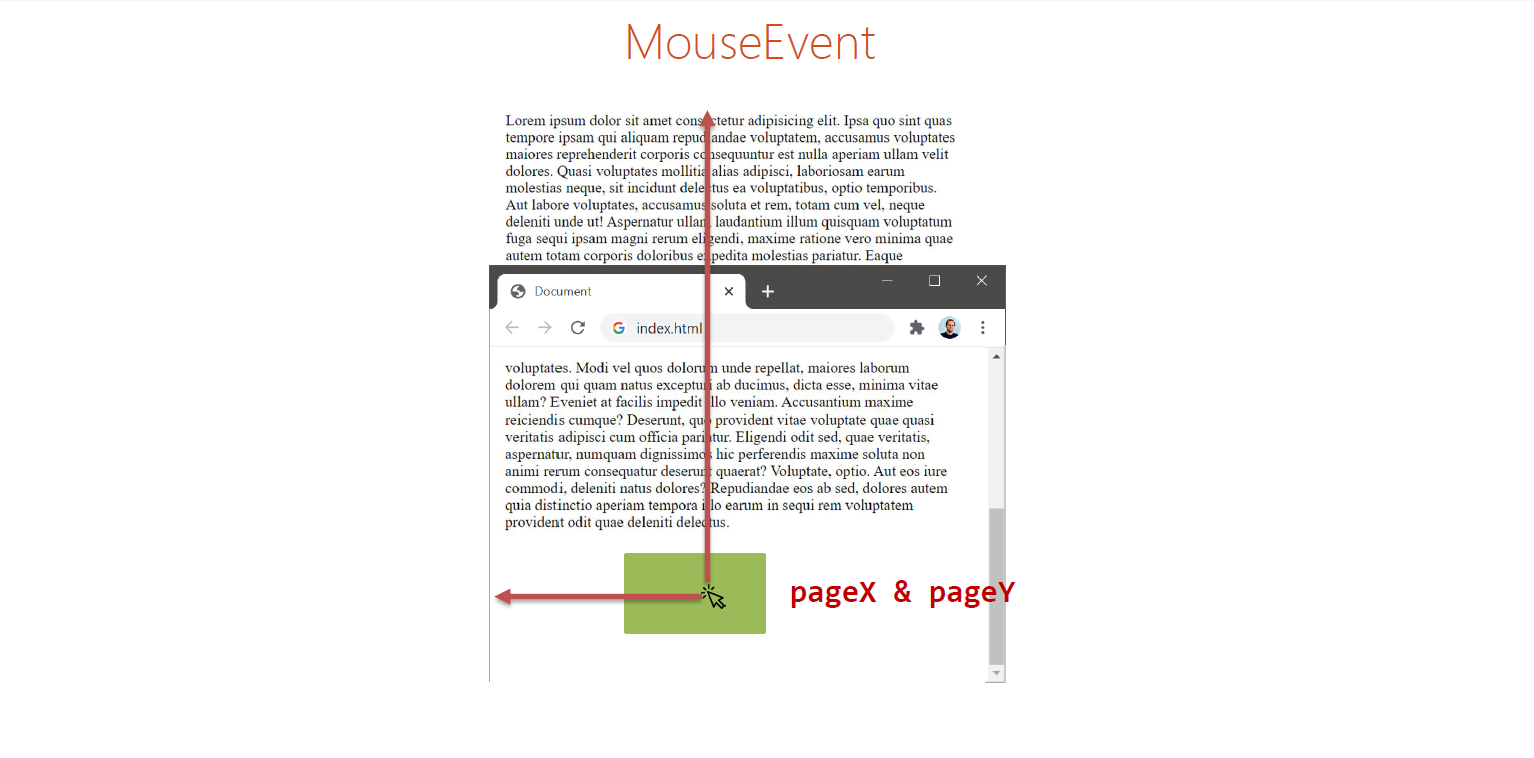 MouseEvent
Lorem ipsum dolor sit amet consectetur adipisicing elit. Ipsa quo sint quas
tempore ipsam qui aliquam repudiandae voluptatem, accusamus voluptates
maiores reprehenderit corporis consequuntur est nulla aperiam ullam velit
dolores. Quasi voluptates mollitia alias adipisci, laboriosam earum
molestias neque, sit incidunt delectus ea voluptatibus, optio temporibus.
Aut labore voluptates, accusamus soluta et rem, totam cum vel, neque
deleniti unde ut! Aspernatur ullam laudantium illum quisquam voluptatum
fuga sequi ipsam magni rerum eligendi, maxime ratione vero minima quae
autem totam corporis doloribus expedita molestias pariatur. Eaque
Document
index.html
voluptates. Modi vel quos dolorum unde repellat, maiores laborum
dolorem qui quam natus excepturi ab ducimus, dicta esse, minima vitae
ullam? Eveniet at facilis impedit illo veniam. Accusantium maxime
reiciendis cumque? Deserunt, quo provident vitae voluptate quae quasi
veritatis adipisci cum officia pariatur. Eligendi odit sed, quae veritatis,
aspernatur, numquam dignissimos hic perferendis maxime soluta non
animi rerum consequatur deserunt quaerat? Voluptate, optio. Aut eos iure
commodi, deleniti natus dolores? Repudiandae eos ab sed, dolores autem
quia distinctio aperiam tempora illo earum in sequi rem voluptatem
provident odit quae deleniti delectus.
pageX & pageY